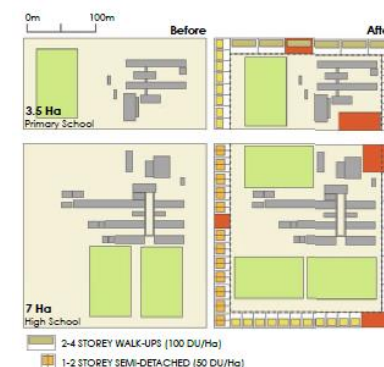 0m 100m
Before
Afte
3.5 Ha
Primary School
7 Ha
High School
2-4 STOREY WALK-UPS (100 DU/Ha)
1-2 STOREY SEMI-DETACHED (50 DU/Ha)